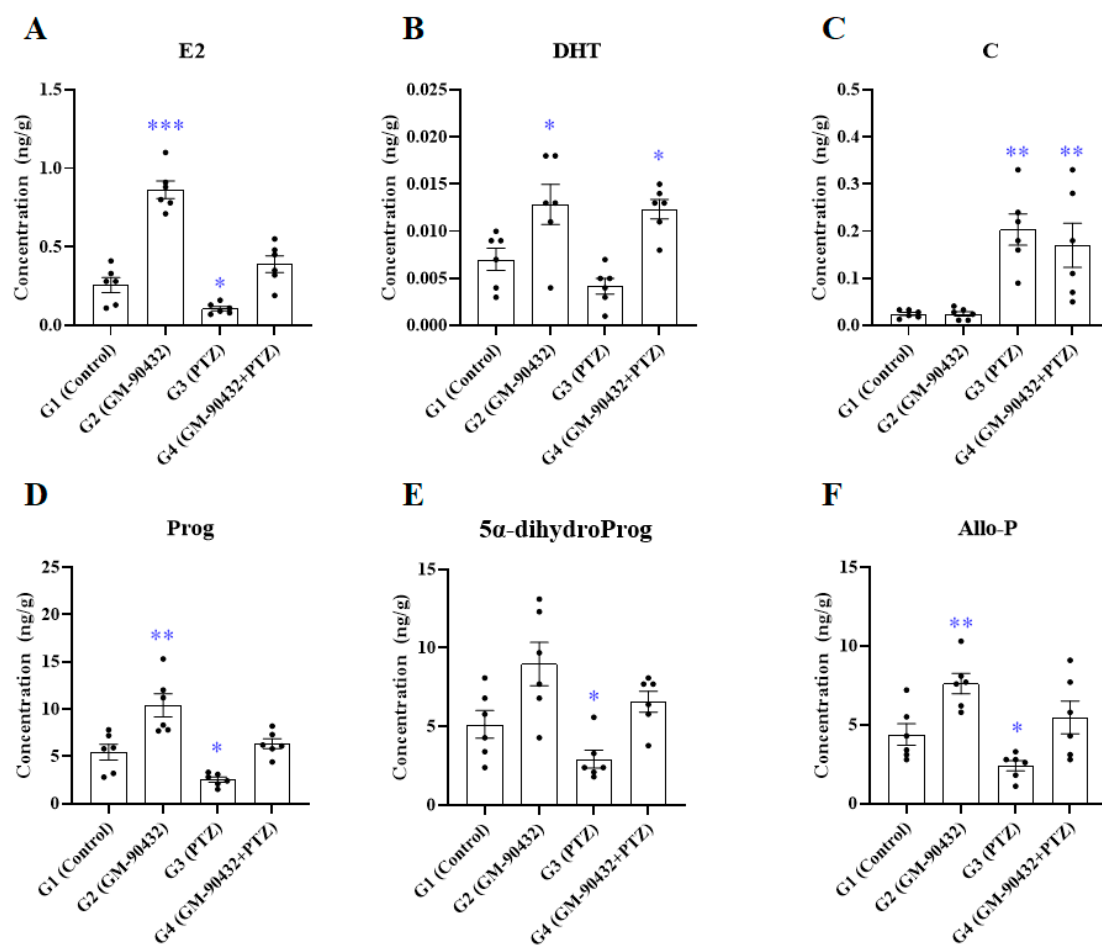 A
E2
Concentration (ng/g)
1.5
1.0
0.5
0.0
***
*
G1 (Control)
G2 (GM-90432)
G3 (PTZ)
G4 (GM-90432+PTZ)
B
DHT
Concentration (ng/g)
0.025
0.020
0.015
0.010
0.005
0.000
*
*
G1 (Control)
G2 (GM-90432)
G3 (PTZ)
G4 (GM-90432+PTZ)
C
C
Concentration (ng/g)
0.5
0.4
0.3
0.2
0.1
0.0
**
**
G1 (Control)
G2 (GM-90432)
G3 (PTZ)
G4 (GM-90432+PTZ)
D
Prog
Concentration (ng/g)
25
20
15
10
5
0
**
*
G1 (Control)
G2 (GM-90432)
G3 (PTZ)
G4 (GM-90432+PTZ)
E
5α-dihydroProg
Concentration (ng/g)
15
10
5
0
*
G1 (Control)
G2 (GM-90432)
G3 (PTZ)
G4 (GM-90432+PTZ)
F
Allo-P
Concentration (ng/g)
15
10
5
0
**
*
G1 (Control)
G2 (GM-90432)
G3 (PTZ)
G4 (GM-90432+PTZ)